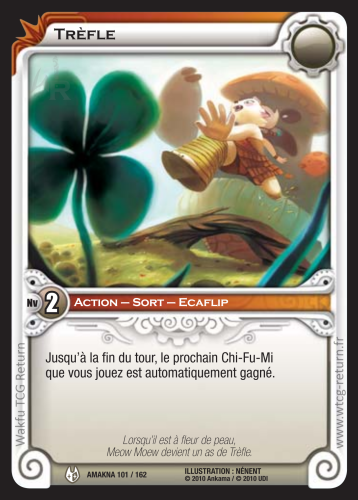 TRÈFLE
Nv 2
ACTION – SORT – ECAFLIP
Jusqu'à la fin du tour, le prochain Chi-Fu-Mi
que vous jouez est automatiquement gagné.
Lorsqu'il est à fleur de peau,
Meow Moew devient un as de Trèfle.
AMAKNA 101 / 162
ILLUSTRATION : NÉNENT
© 2010 Ankama / © 2010 UDI
Wakfu TCG Return
www.wtcg-return.fr